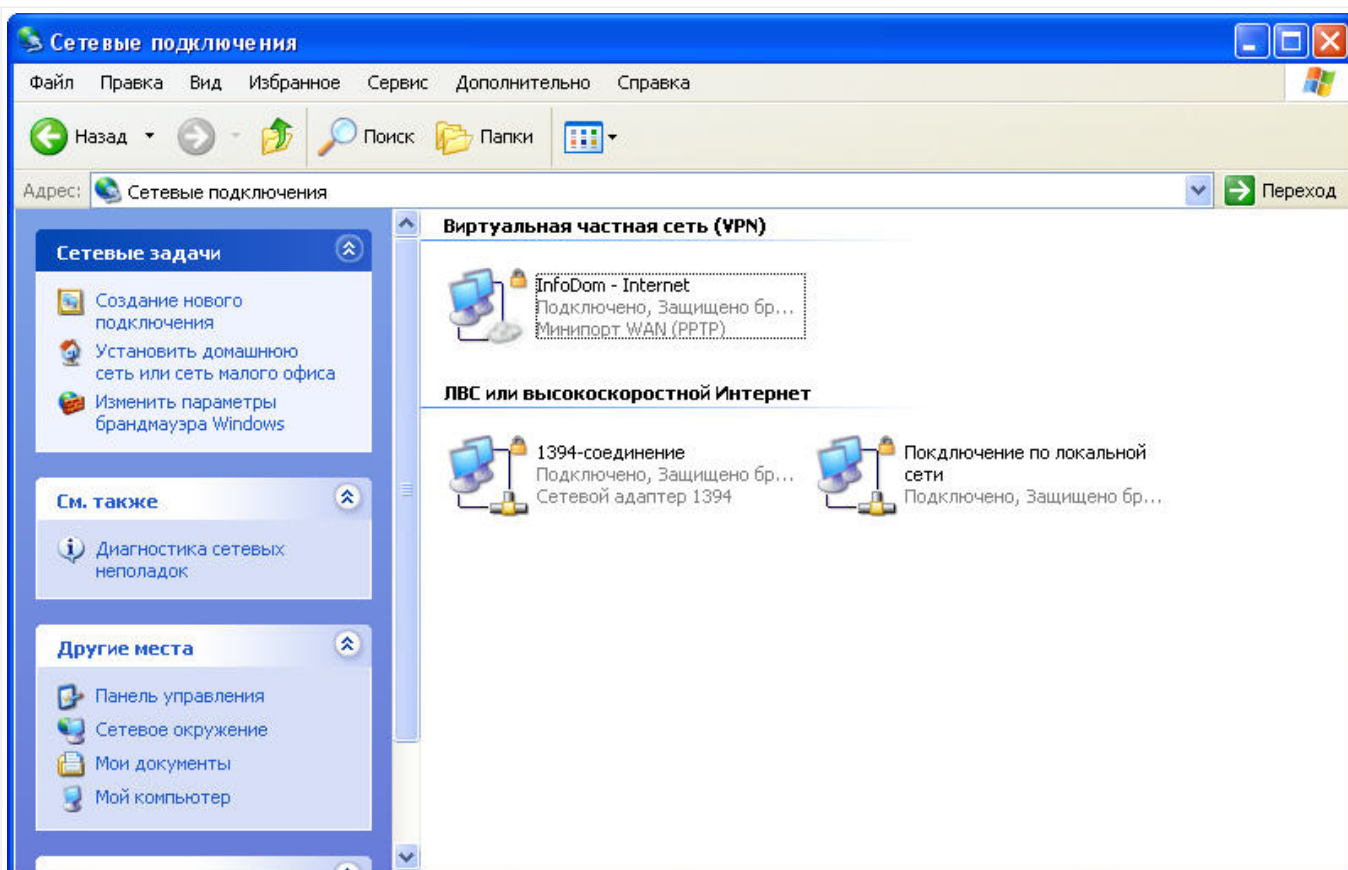 Сетевые подключения
Файл Правка Вид Избранное Сервис Дополнительно Справка
Назад Поиск Папки
Адрес: Сетевые подключения Переход
Сетевые задачи
Создание нового
подключения
Установить домашнюю
сеть или сеть малого офиса
Изменить параметры
брандмауэра Windows
См. также
Диагностика сетевых
неполадок
Другие места
Панель управления
Сетевое окружение
Мои документы
Мой компьютер
Виртуальная частная сеть (VPN)
InfoDom - Internet
Подключено, Защищено бр...
Минипорт WAN (PPTP)
ЛВС или высокоскоростной Интернет
1394-соединение
Подключено, Защищено бр...
Сетевой адаптер 1394
Покдлючение по локальной
сети
Подключено, Защищено бр...